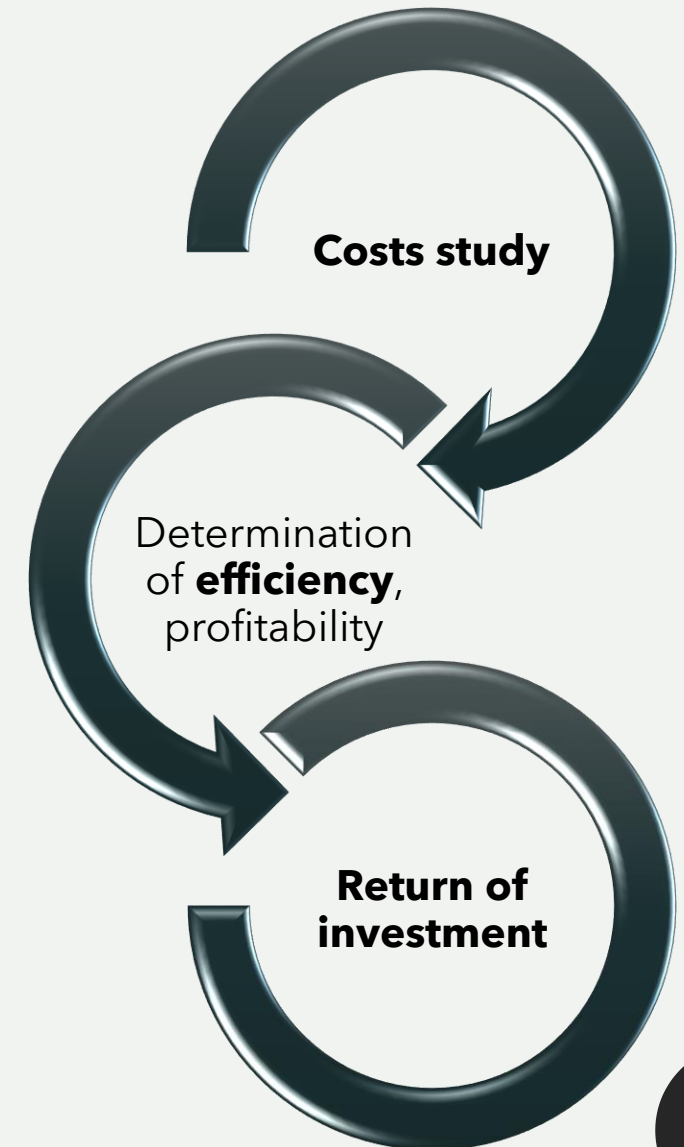 Costs study
Determination
of efficiency,
profitability
Return of
investment